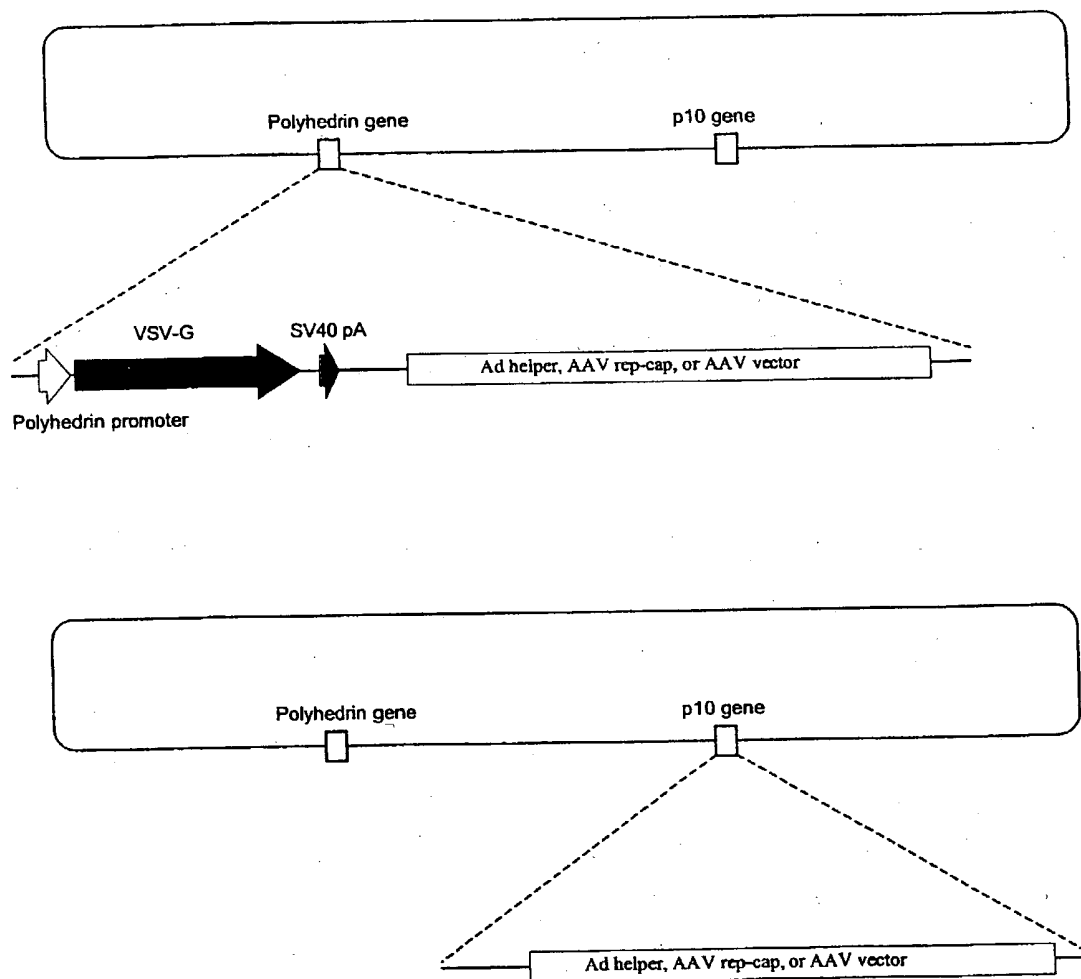 Polyhedrin gene
p10 gene
VSV-G
SV40 pA
Ad helper, AAV rep-cap, or AAV vector
Polyhedrin promoter
Polyhedrin gene
p10 gene
Ad helper, AAV rep-cap, or AAV vector